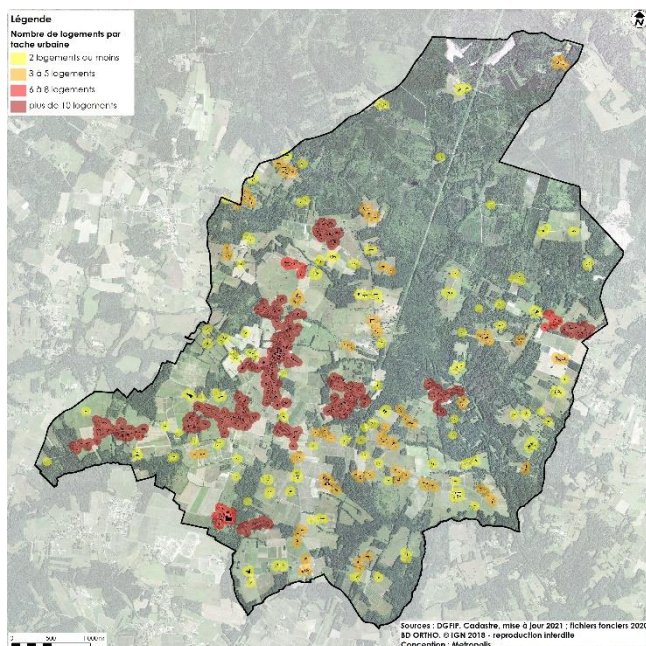 Légende
Nombre de logements par
tache urbaine
2 logements ou moins
3 à 5 logements
6 à 8 logements
plus de 10 logements
Sources : DGFIP, Cadastre, mise à jour 2021 ; fichiers fonciers 2020
BD ORTHO, © IGN 2018 - reproduction interdite
Conception : Metropolis
0 500 1 000 m